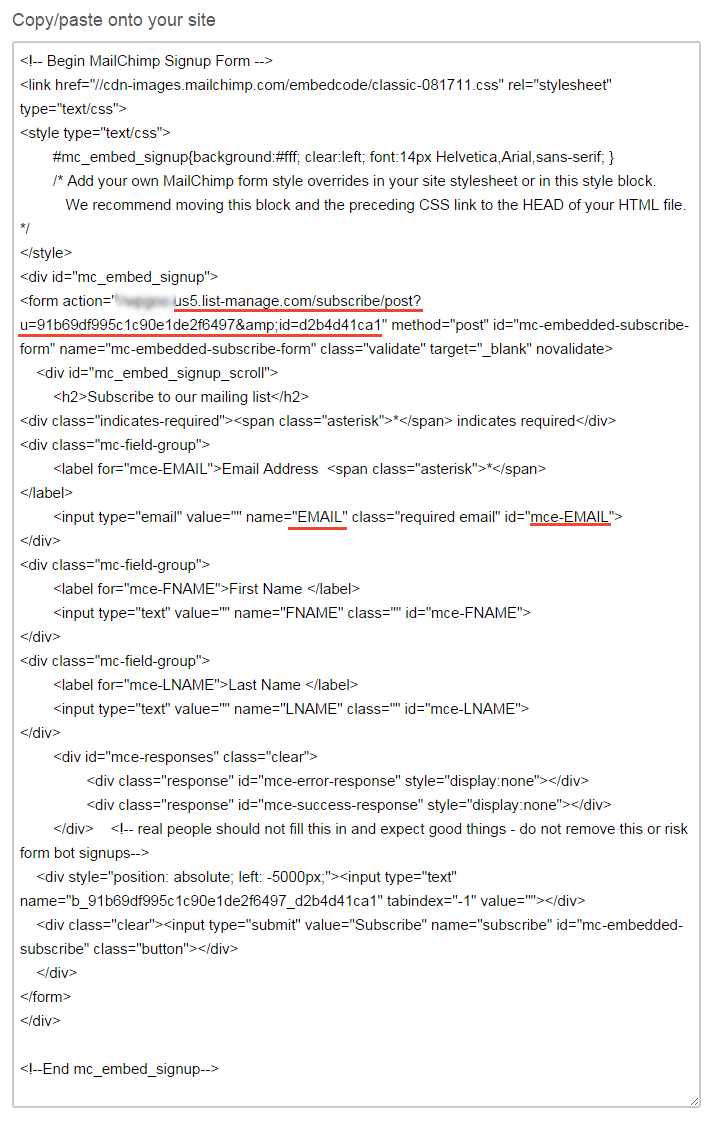 Copy/paste onto your site
<!-- Begin MailChimp Signup Form -->
<link href="//cdn-images.mailchimp.com/embedcode/classic-081711.css" rel="stylesheet"
type="text/css">
<style type="text/css">
#mc_embed_signup{background:#fff; clear:left; font:14px Helvetica,Arial,sans-serif; }
/* Add your own MailChimp form style overrides in your site stylesheet or in this style block.
We recommend moving this block and the preceding CSS link to the HEAD of your HTML file.
*/
</style>
<div id="mc_embed_signup">
<form action="us5.list-manage.com/subscribe/post?
u=91b69df995c1c90e1de2f6497&amp;id=d2b4d41ca1" method="post" id="mc-embedded-subscribe-
form" name="mc-embedded-subscribe-form" class="validate" target="_blank" novalidate>
<div id="mc_embed_signup_scroll">
<h2>Subscribe to our mailing list</h2>
<div class="indicates-required"><span class="asterisk">*</span> indicates required</div>
<div class="mc-field-group">
<label for="mce-EMAIL">Email Address <span class="asterisk">*</span>
</label>
<input type="email" value="" name="EMAIL" class="required email" id="mce-EMAIL">
</div>
<div class="mc-field-group">
<label for="mce-FNAME">First Name </label>
<input type="text" value="" name="FNAME" class="" id="mce-FNAME">
</div>
<div class="mc-field-group">
<label for="mce-LNAME">Last Name </label>
<input type="text" value="" name="LNAME" class="" id="mce-LNAME">
</div>
<div id="mce-responses" class="clear">
<div class="response" id="mce-error-response" style="display:none"></div>
<div class="response" id="mce-success-response" style="display:none"></div>
</div> <!-- real people should not fill this in and expect good things - do not remove this or risk
form bot signups-->
<div style="position: absolute; left: -5000px;"><input type="text"
name="b_91b69df995c1c90e1de2f6497_d2b4d41ca1" tabindex="-1" value=""></div>
<div class="clear"><input type="submit" value="Subscribe" name="subscribe" id="mc-embedded-
subscribe" class="button"></div>
</div>
</form>
</div>
<!--End mc_embed_signup-->